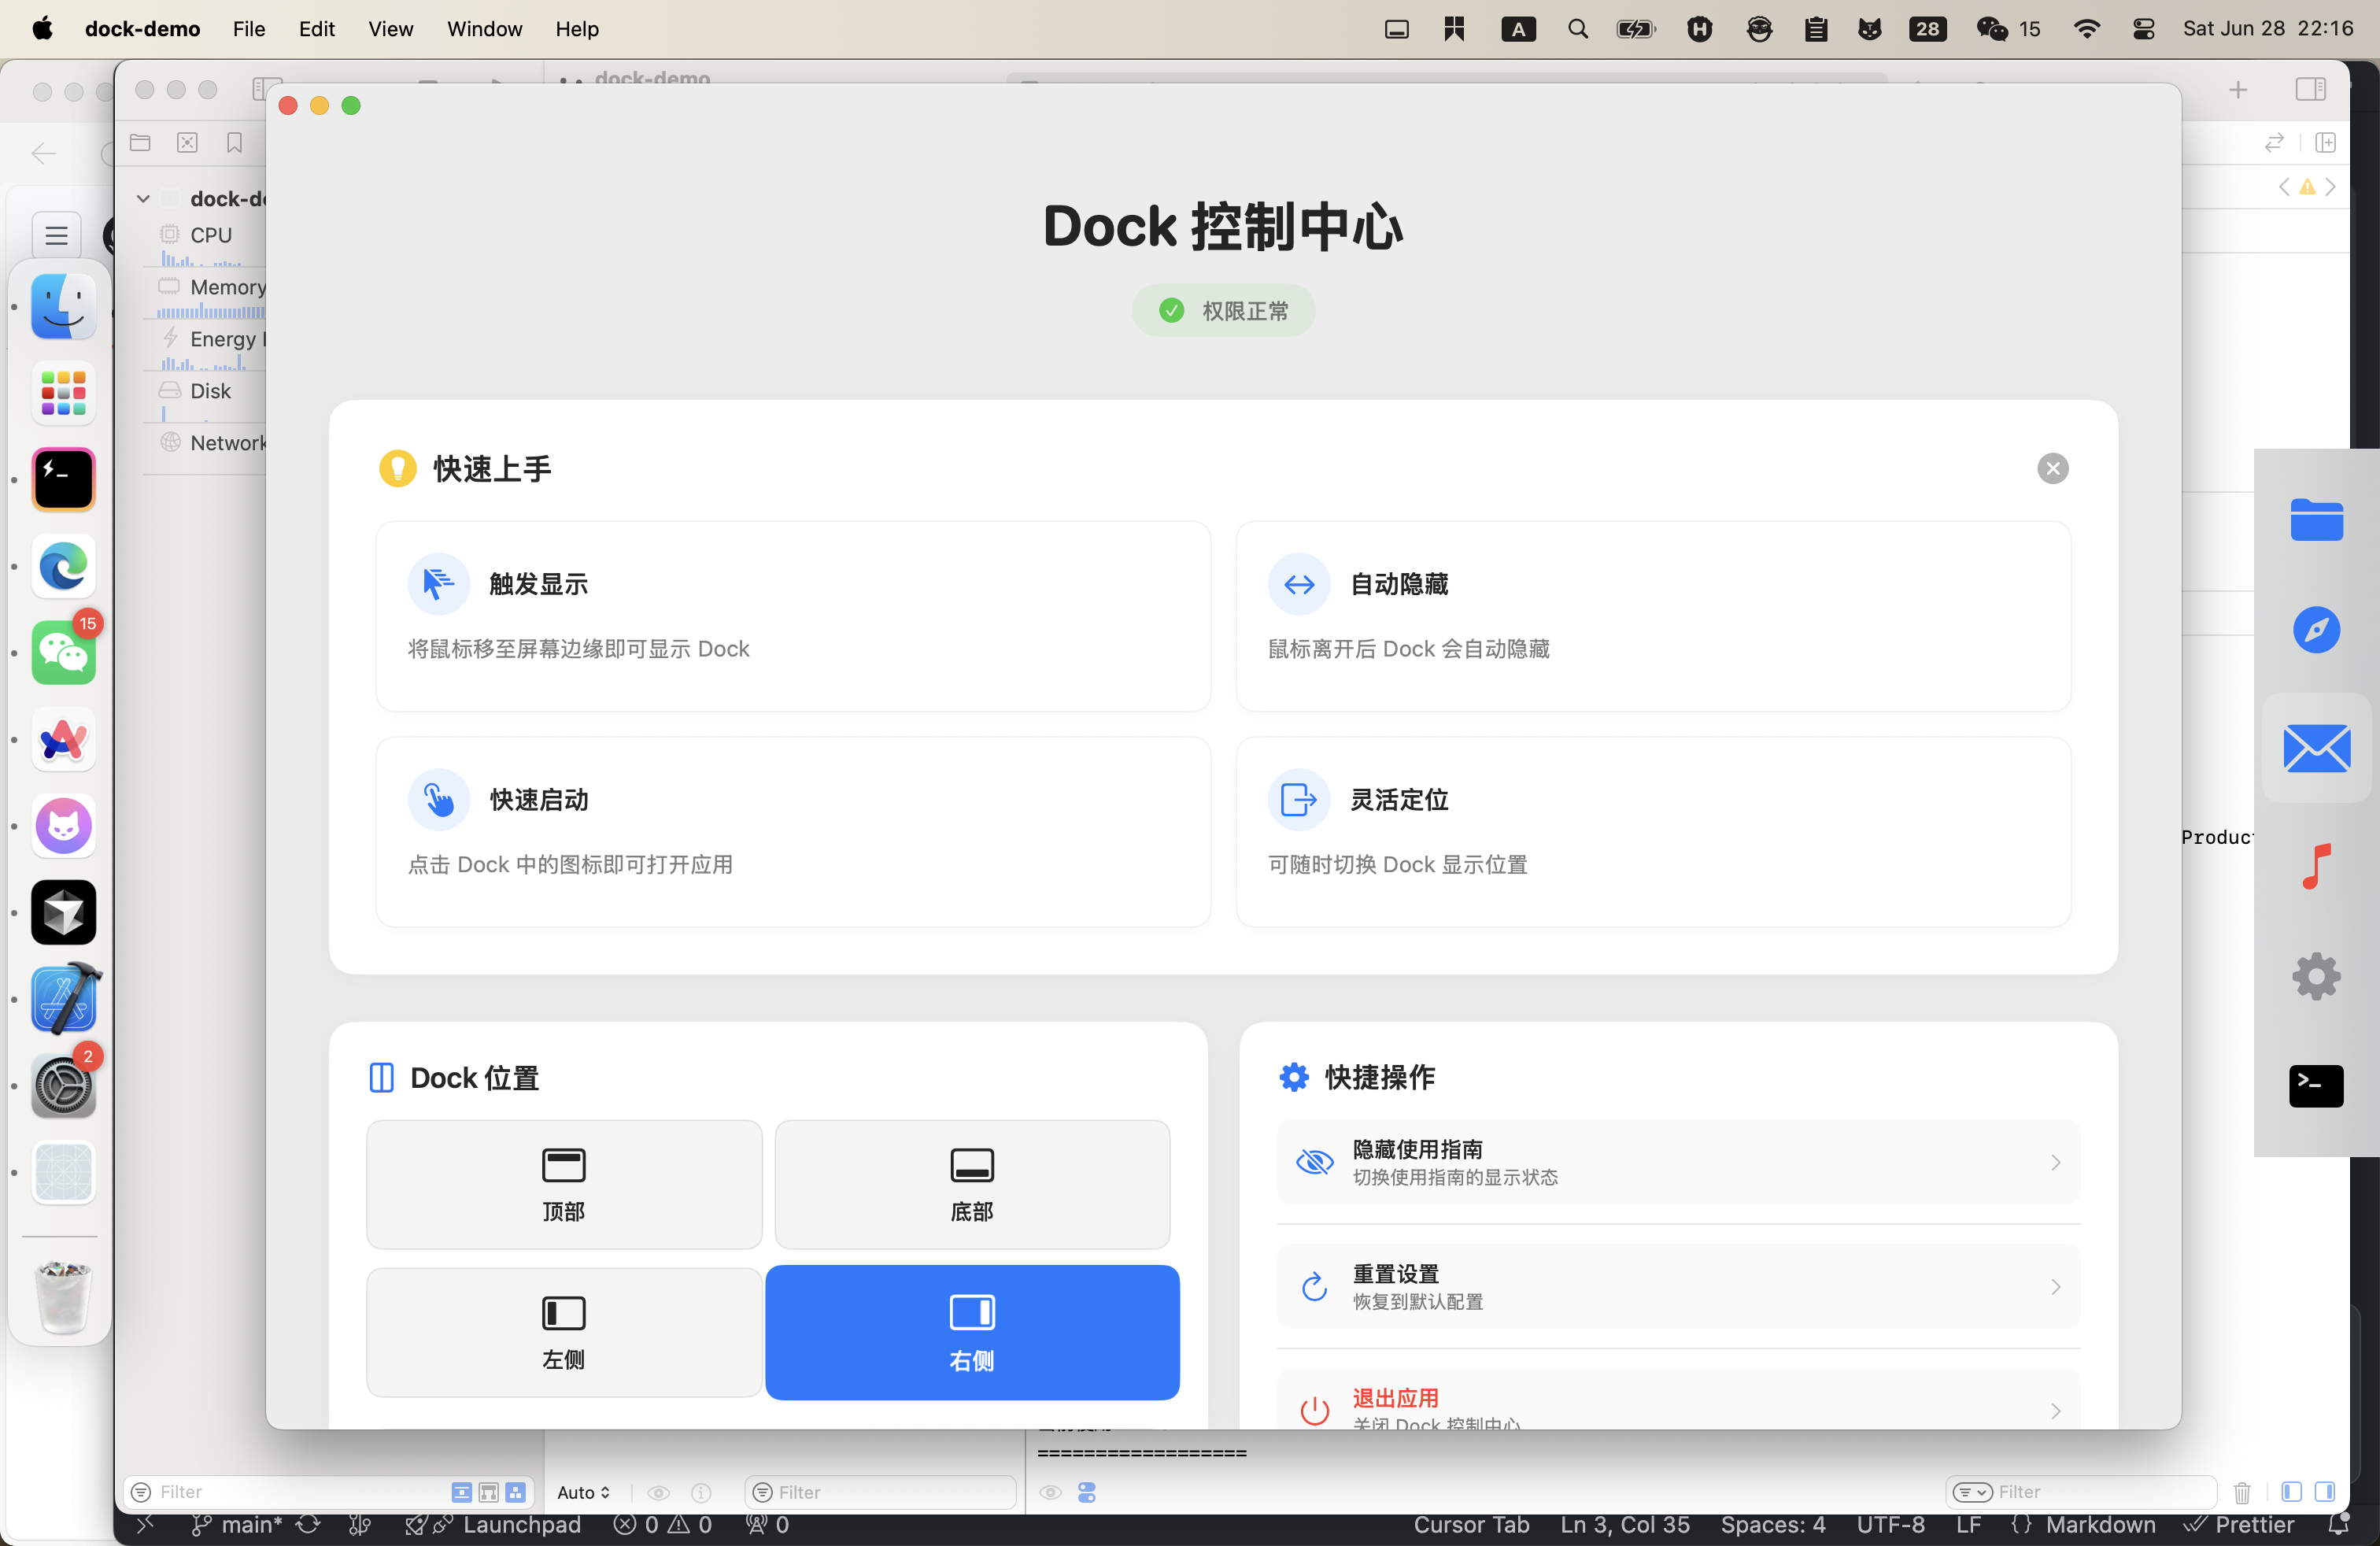 dock-demo File Edit View Window Help
A
28
15
Sat Jun 28 22:16
dock-demo
CPU
Memory
Energy
Disk
Network
15
2
Dock 控制中心
权限正常
快速上手
触发显示
将鼠标移至屏幕边缘即可显示 Dock
自动隐藏
鼠标离开后 Dock 会自动隐藏
快速启动
点击 Dock 中的图标即可打开应用
灵活定位
可随时切换 Dock 显示位置
Dock 位置
顶部
底部
左侧
右侧
快捷操作
隐藏使用指南
切换使用指南的显示状态
重置设置
恢复到默认配置
退出应用
关闭 Dock 控制中心
Produc
==================
Filter
Auto
Filter
Filter
main* Launchpad 0 0 0
Cursor Tab Ln 3, Col 35 Spaces: 4 UTF-8 LF {} Markdown Prettier